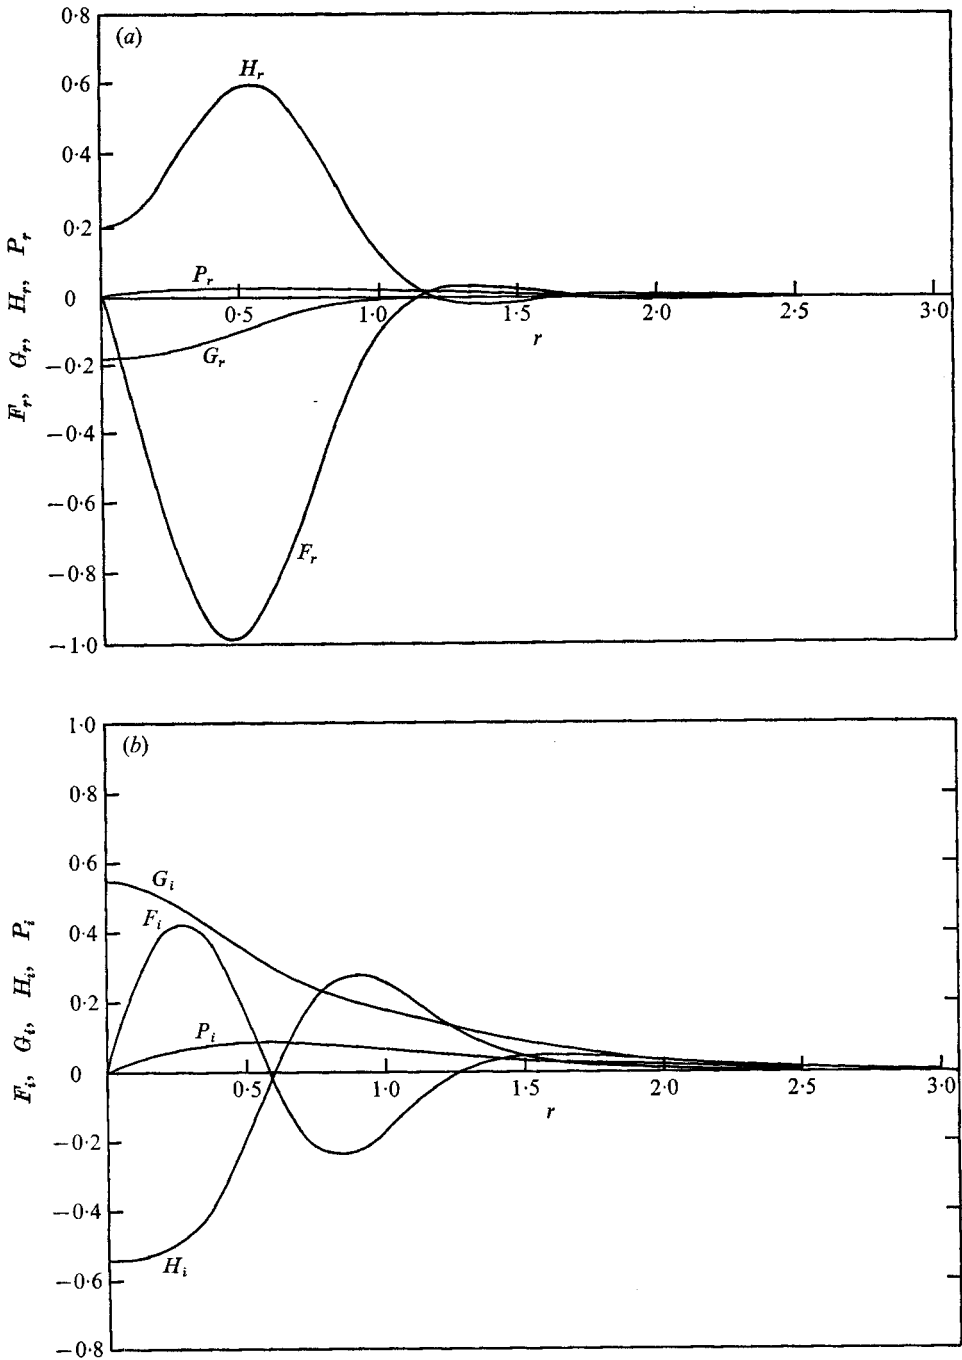 (a)
0·8
0·6
0·4
0·2
0
−0·2
−0·4
−0·6
−0·8
−1·0
F_r, G_r, H_r, P_r
H_r
P_r
G_r
F_r
0·5 1·0 1·5 2·0 2·5 3·0
r
(b)
1·0
0·8
0·6
0·4
0·2
0
−0·2
−0·4
−0·6
−0·8
F_i, G_i, H_i, P_i
G_i
F_i
P_i
H_i
0·5 1·0 1·5 2·0 2·5 3·0
r